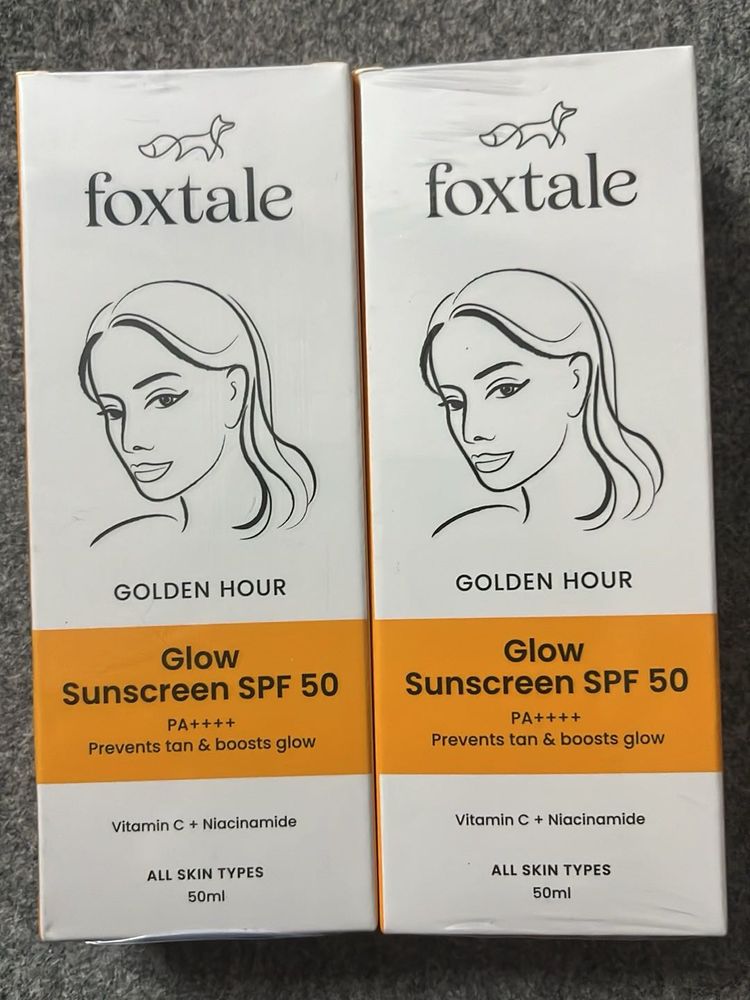 foxtale
GOLDEN HOUR
Glow
Sunscreen SPF 50
PA++++
Prevents tan & boosts glow
Vitamin C + Niacinamide
ALL SKIN TYPES
50ml
foxtale
GOLDEN HOUR
Glow
Sunscreen SPF 50
PA++++
Prevents tan & boosts glow
Vitamin C + Niacinamide
ALL SKIN TYPES
50ml